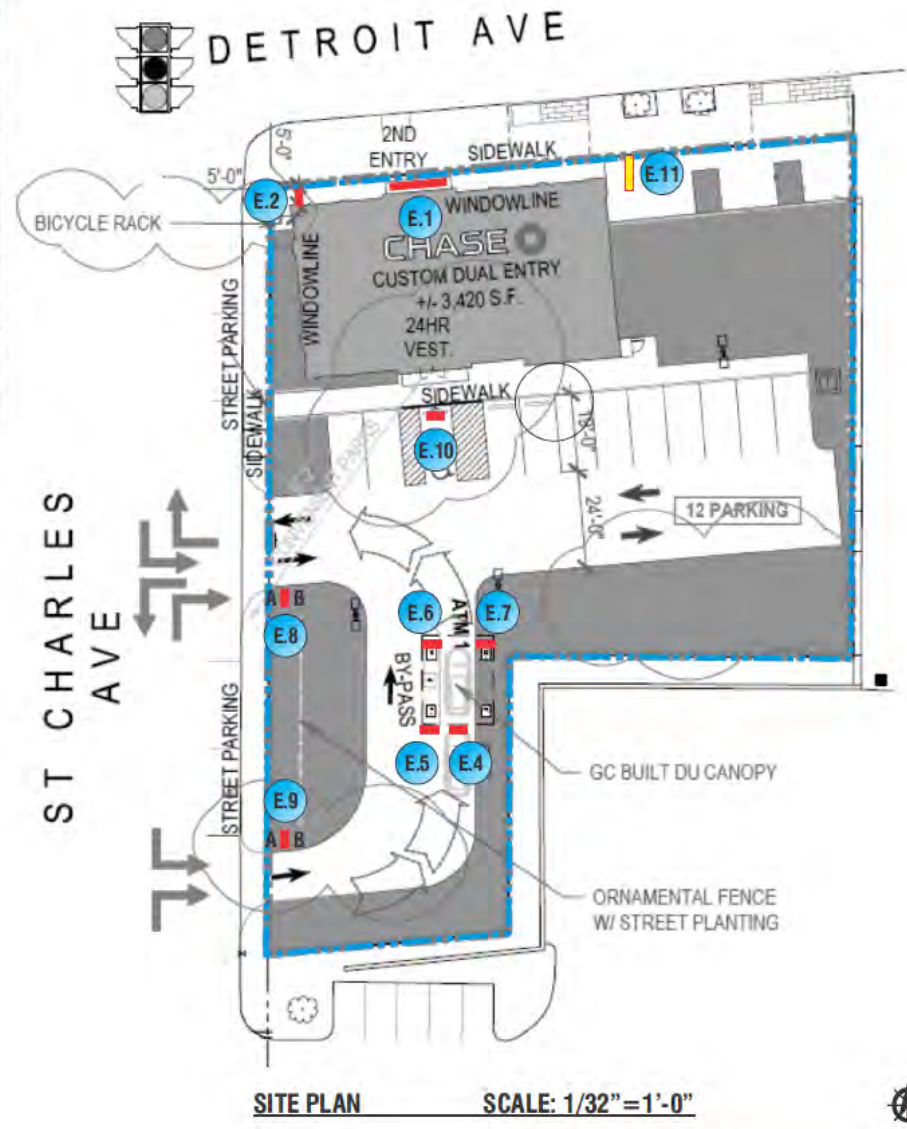 DETROIT AVE
5'-0"
2ND
ENTRY
SIDEWALK
5'-0"
E.2
E.11
BICYCLE RACK
E.1
WINDOWLINE
WINDOWLINE
CHASE
CUSTOM DUAL ENTRY
+/- 3,420 S.F.
24HR
VEST.
STREET PARKING
SIDEWALK
SIDEWALK
E.10
18'-0"
24'-0"
12 PARKING
ST CHARLES
AVE
A B
E.8
E.6
ATM 1
E.7
BY-PASS
E.5
E.4
STREET PARKING
E.9
A B
GC BUILT DU CANOPY
ORNAMENTAL FENCE
W/ STREET PLANTING
SITE PLAN
SCALE: 1/32"=1'-0"